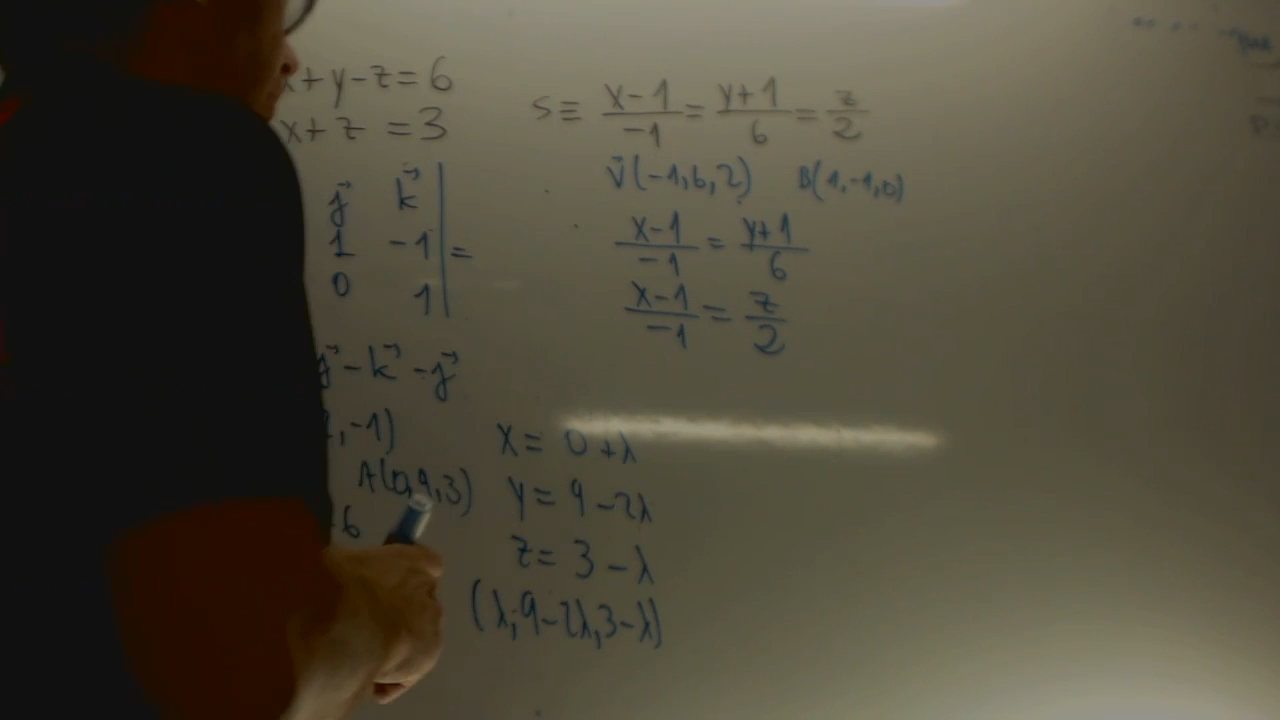 x+y-z=6
x+z =3
S≡ x-1/-1 = y+1/6 = z/2
v⃗(-1,6,2) B(1,-1,0)
j⃗ k⃗
1 -1 =
0 1
x-1/-1 = y+1/6
x-1/-1 = z/2
j⃗-k⃗-j⃗
,-1)
A(0,9,3)
6
x= 0+λ
y= 9-2λ
z= 3-λ
(λ,9-2λ,3-λ)